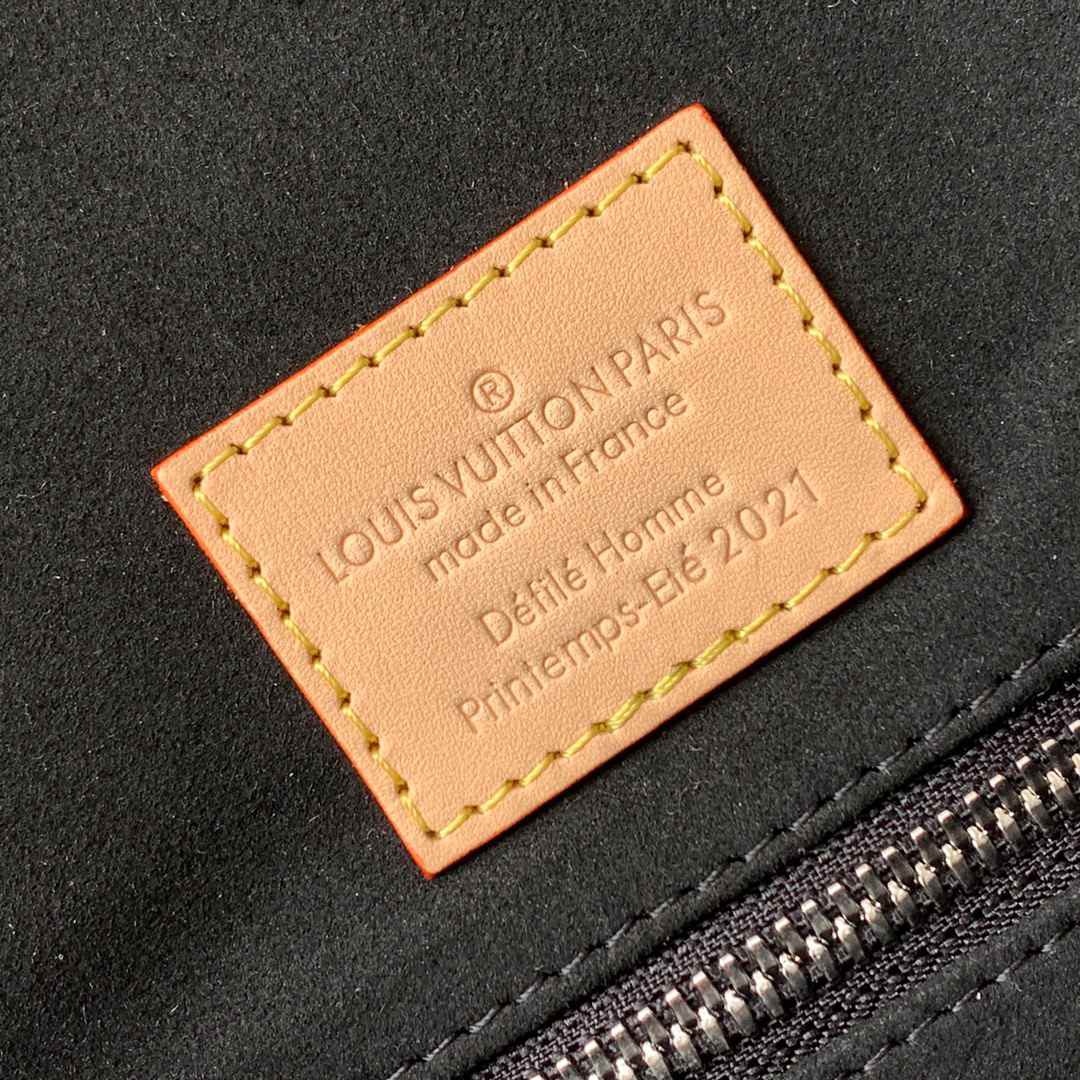 ®
LOUIS VUITTON PARIS
made in France
Défilé Homme
Printemps-Eté 2021